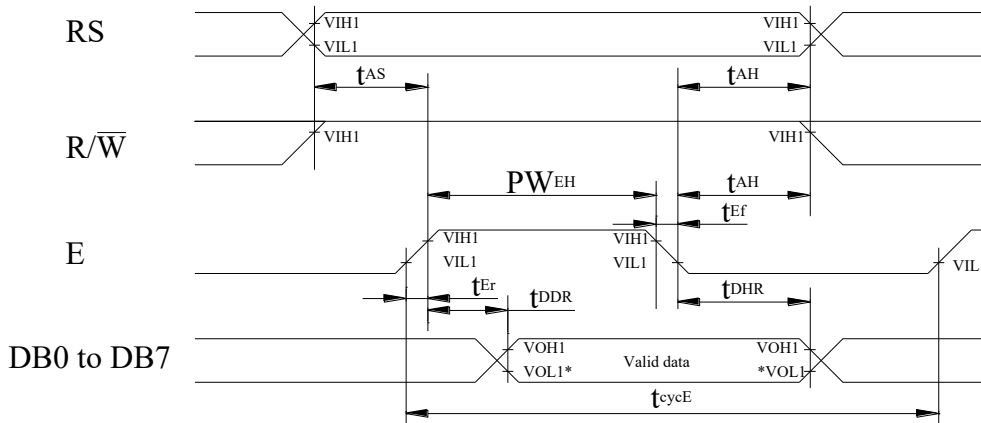 RS
VIH1
VIL1
VIH1
VIL1
tAS
tAH
R/W̅
VIH1
VIH1
PWEH
tAH
tEf
E
VIH1
VIL1
VIH1
VIL1
VIL
tEr
tDDR
tDHR
DB0 to DB7
VOH1
VOL1*
Valid data
VOH1
*VOL1
tcycE